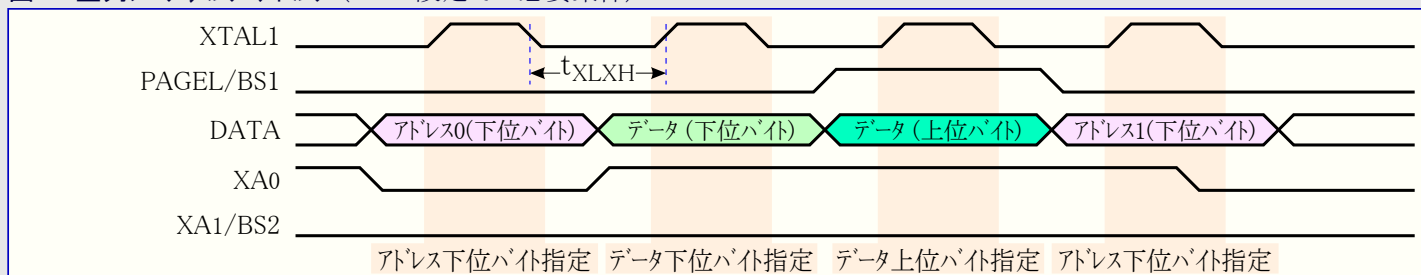 XTAL1
tXLXH
PAGEL/BS1
DATA
アドレス0(下位バイト)
データ (下位バイト)
データ (上位バイト)
アドレス1(下位バイト)
XA0
XA1/BS2
アドレス下位バイト指定
データ下位バイト指定
データ上位バイト指定
アドレス下位バイト指定